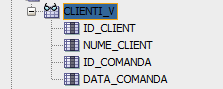 CLIENTI_V
ID_CLIENT
NUME_CLIENT
ID_COMANDA
DATA_COMANDA